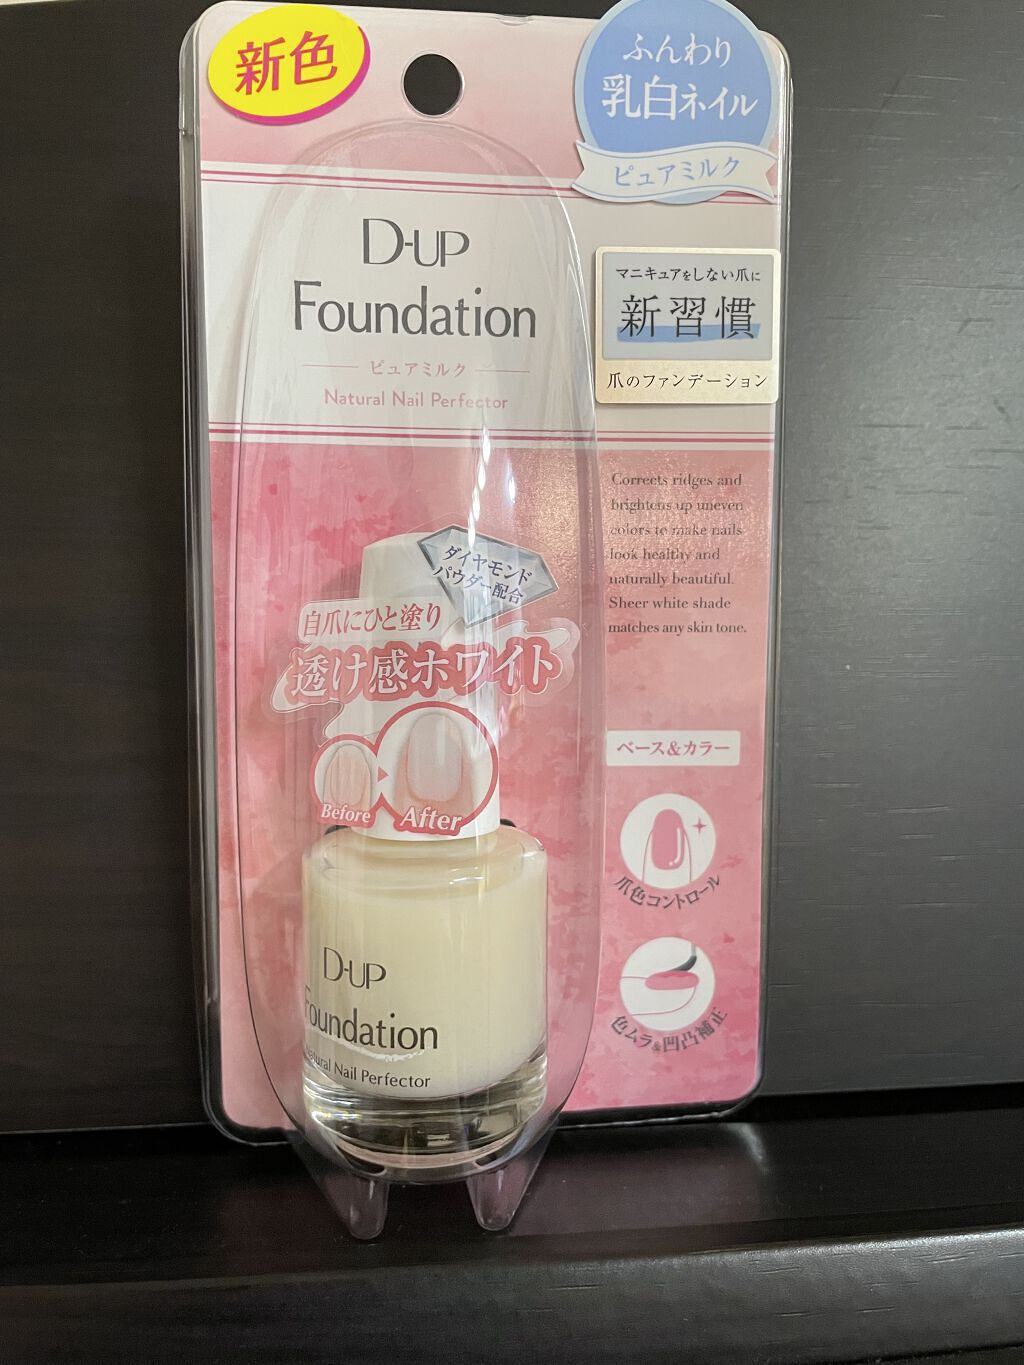 新色
ふんわり
乳白ネイル
ピュアミルク
D-UP
Foundation
ピュアミルク
Natural Nail Perfector
マニキュアをしない爪に
新習慣
爪のファンデーション
Corrects ridges and
brightens up uneven
colors to make nails
look healthy and
naturally beautiful.
Sheer white shade
matches any skin tone.
ダイヤモンド
パウダー配合
自爪にひと塗り
透け感ホワイト
Before
After
ベース&カラー
爪色コントロール
色ムラ&凹凸補正
D-UP
Foundation
Natural Nail Perfector